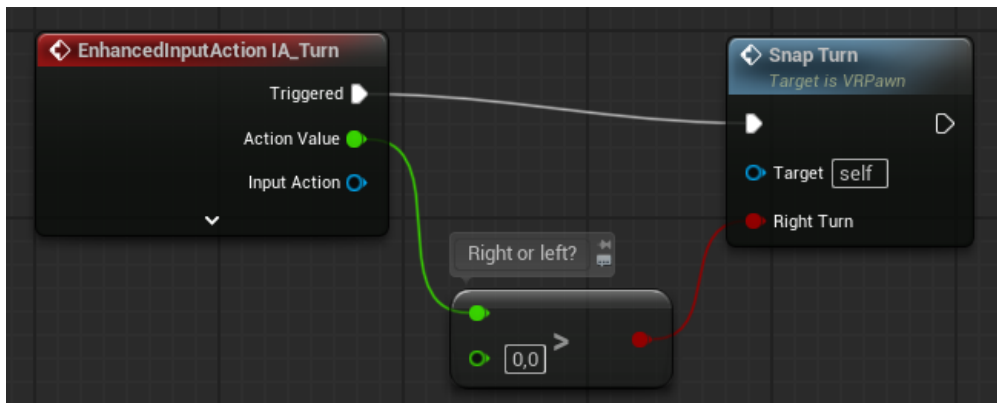 EnhancedInputAction IA_Turn
Triggered
Action Value
Input Action
Right or left?
>
0,0
Snap Turn
Target is VRPawn
Target self
Right Turn